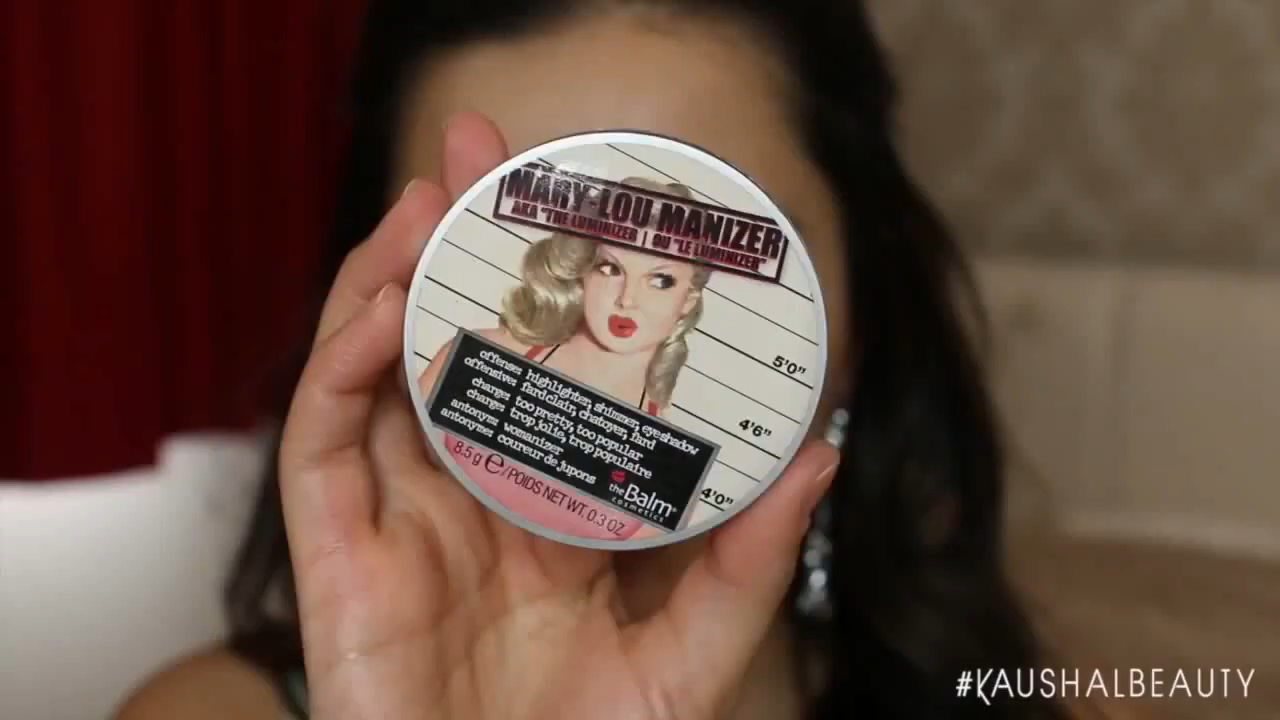 MARY-LOU MANIZER
AKA "THE LUMINIZER | OU "LE LUMINIZER"
5'0"
4'6"
4'0"
offense: highlighter, shimmer, eyeshadow
offensive: fard clair, chatoyer, fard
charge: too pretty, too popular
charge: trop jolie, trop populaire
antonym: womanizer
antonyme: coureur de jupons
theBalm®
cosmetics
8.5 g e/POIDS NET WT. 0.3 OZ
#KAUSHALBEAUTY